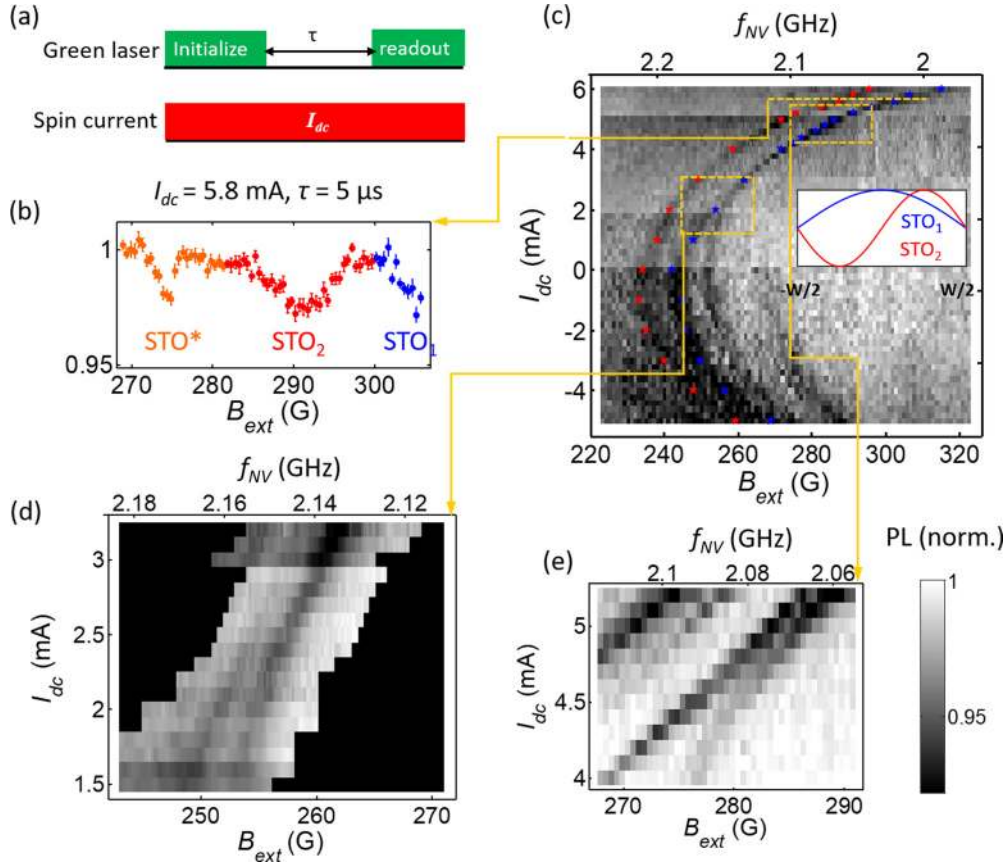 (a)
Green laser
Initialize
τ
readout
Spin current
I_dc
(b)
I_dc = 5.8 mA, τ = 5 µs
1
0.95
STO*
STO₂
STO₁
270 280 290 300
B_ext (G)
(c)
f_NV (GHz)
2.2 2.1 2
I_dc (mA)
6
4
2
0
-2
-4
STO₁
STO₂
-W/2 W/2
220 240 260 280 300 320
B_ext (G)
(d)
f_NV (GHz)
2.18 2.16 2.14 2.12
I_dc (mA)
3
2.5
2
1.5
250 260 270
B_ext (G)
(e)
f_NV (GHz)
2.1 2.08 2.06
I_dc (mA)
5
4.5
4
270 280 290
B_ext (G)
PL (norm.)
1
0.95